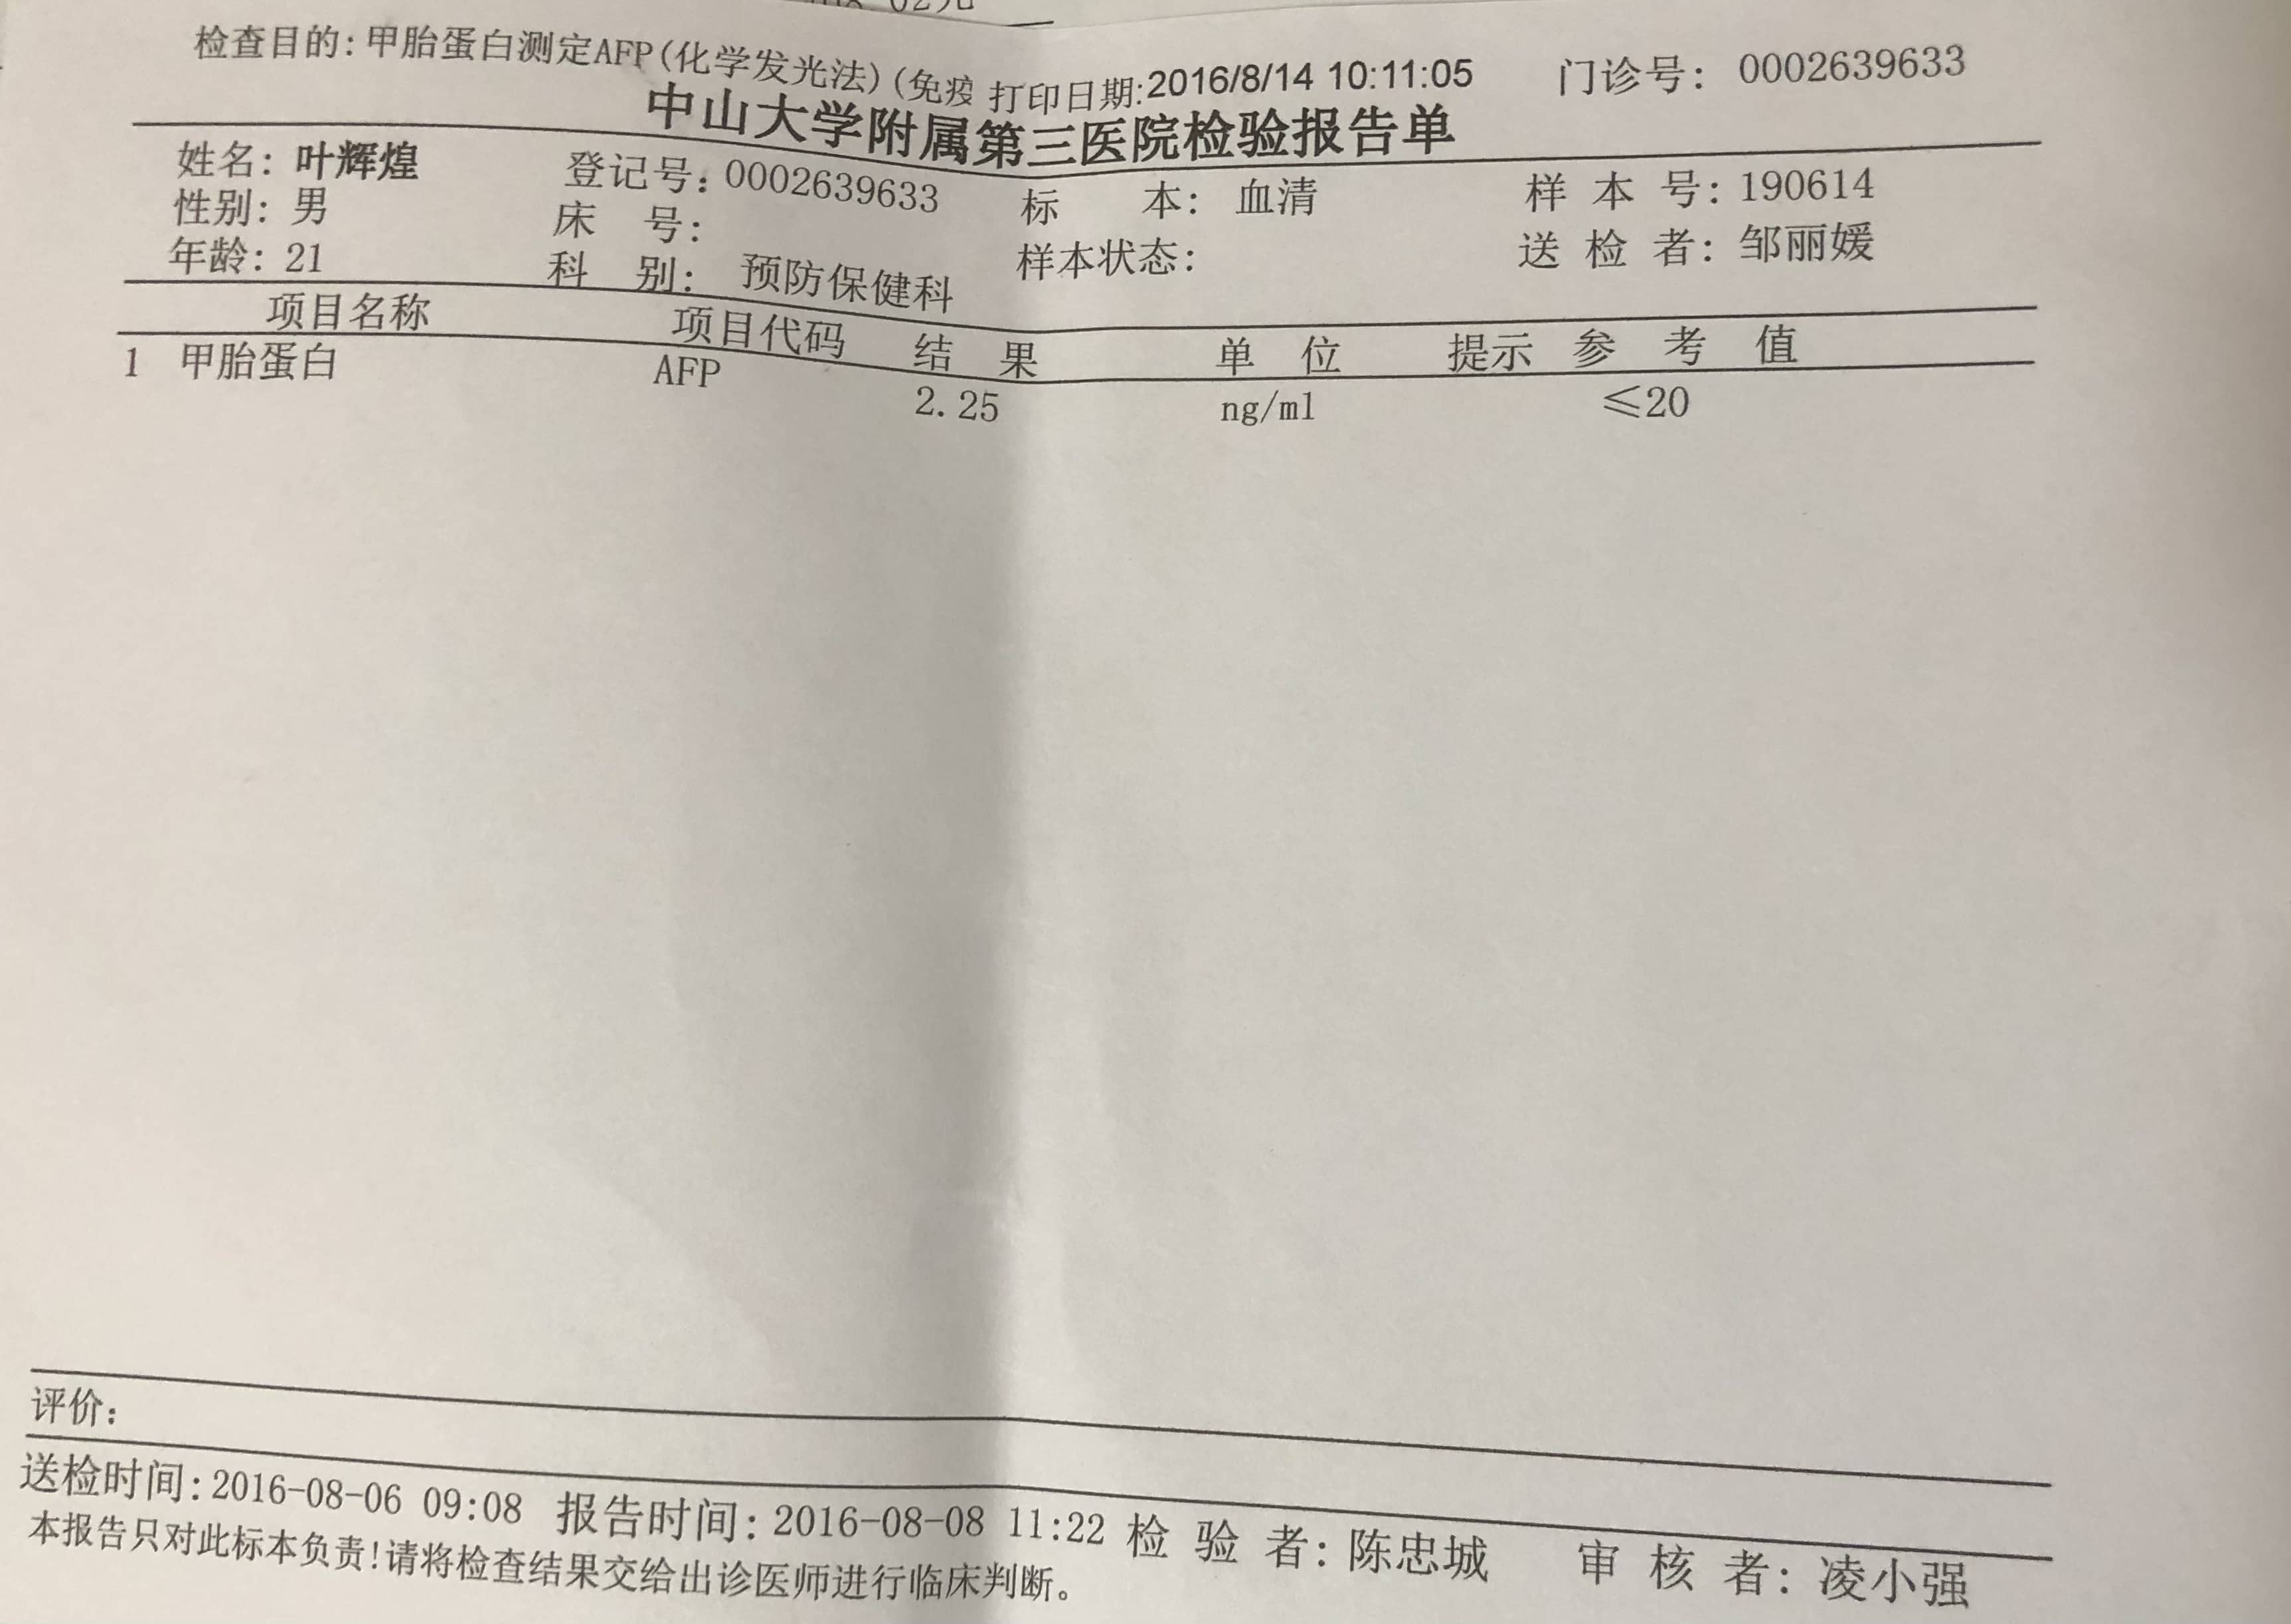 检查目的:甲胎蛋白测定AFP(化学发光法)(免疫 打印日期:2016/8/14 10:11:05 门诊号: 0002639633
中山大学附属第三医院检验报告单
姓名: 叶辉煌 登记号: 0002639633 标 本: 血清 样 本 号: 190614
性别: 男 床 号: 样本状态: 送 检 者: 邹丽媛
年龄: 21 科 别: 预防保健科
项目名称 项目代码 结 果 单 位 提示 参 考 值
1 甲胎蛋白 AFP 2.25 ng/ml ≤20
评价:
送检时间:2016-08-06 09:08 报告时间: 2016-08-08 11:22 检 验 者: 陈忠城 审 核 者: 凌小强
本报告只对此标本负责!请将检查结果交给出诊医师进行临床判断。